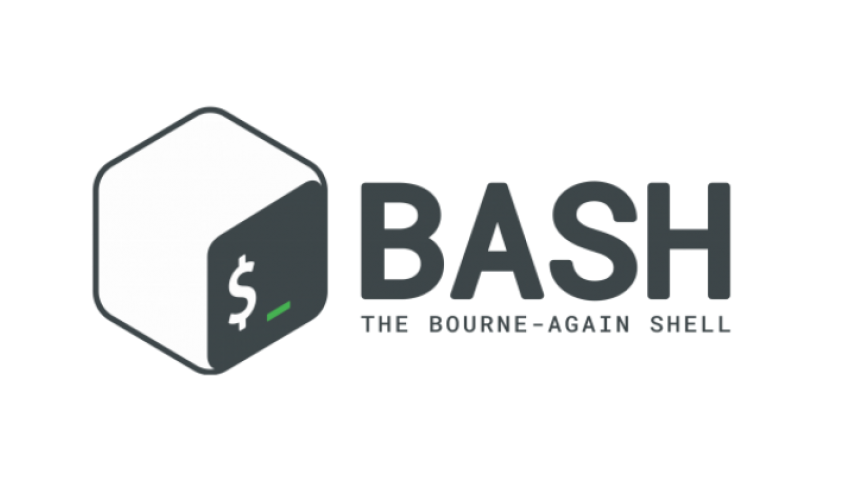 $_
BASH
THE BOURNE-AGAIN SHELL